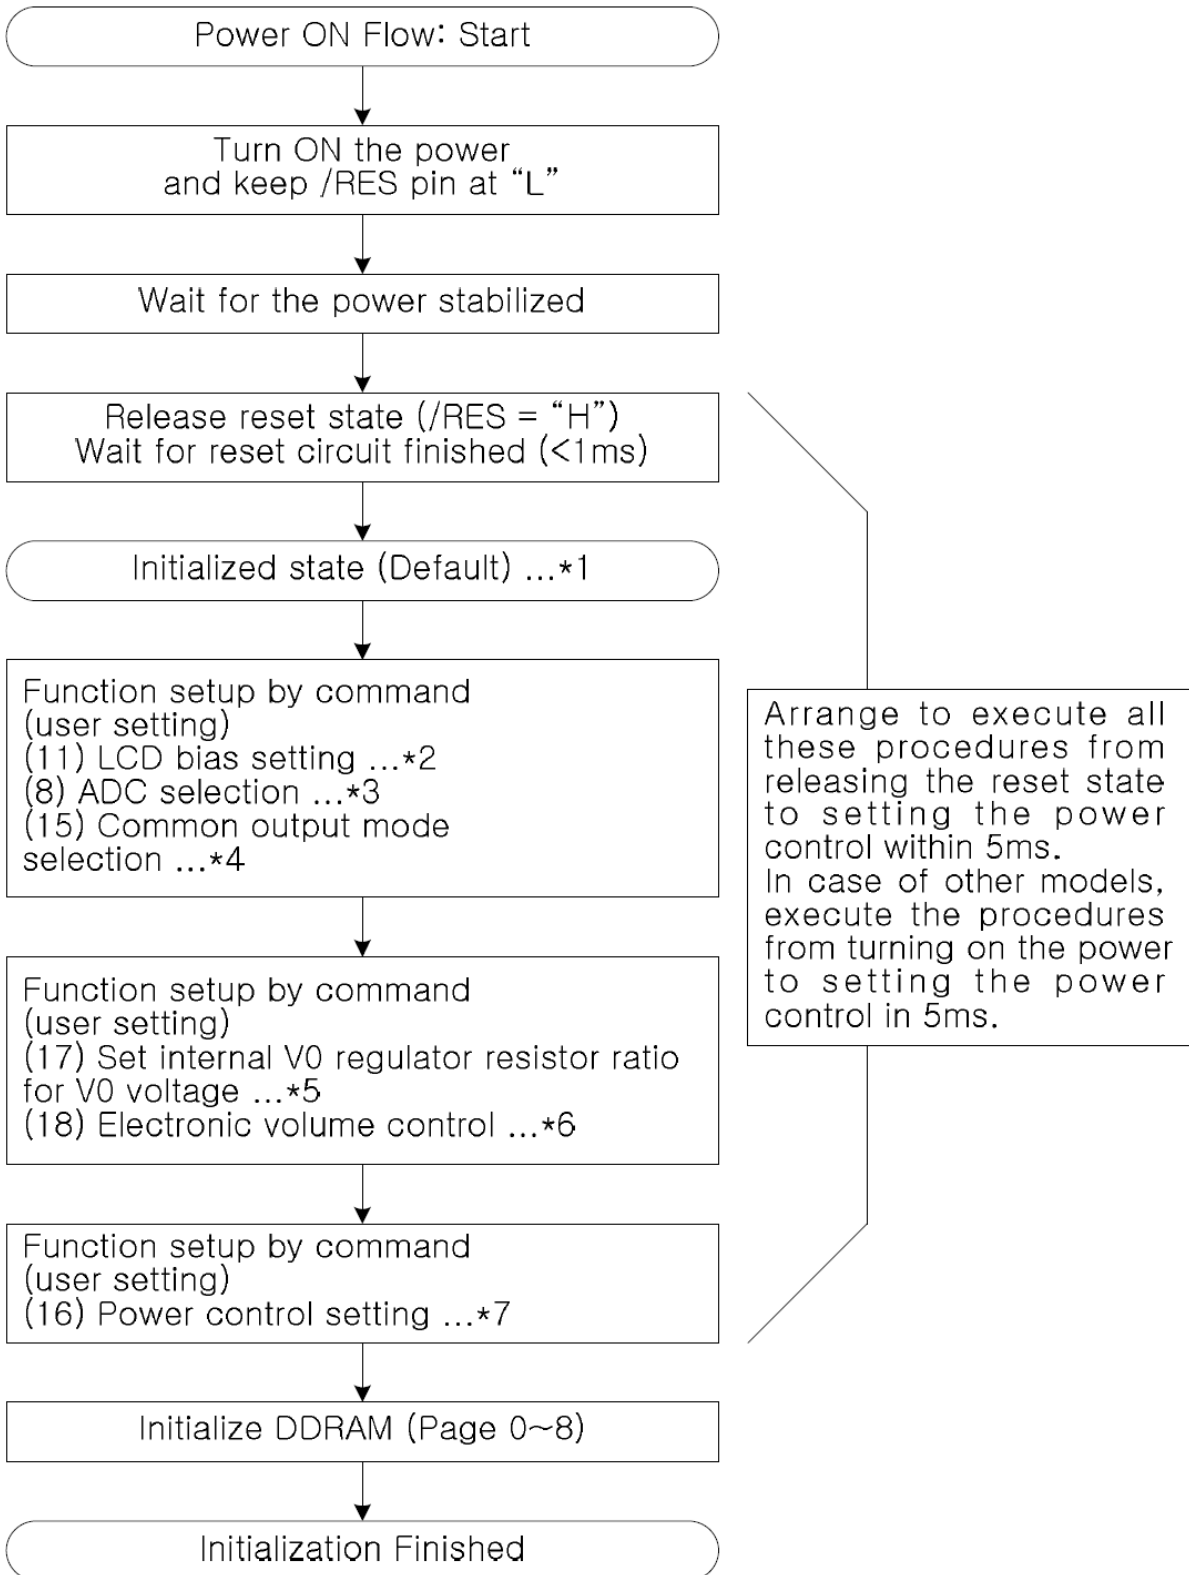 Power ON Flow: Start
Turn ON the power
and keep /RES pin at “L”
Wait for the power stabilized
Release reset state (/RES = “H”)
Wait for reset circuit finished (<1ms)
Initialized state (Default) ...*1
Function setup by command
(user setting)
(11) LCD bias setting ...*2
(8) ADC selection ...*3
(15) Common output mode
selection ...*4
Function setup by command
(user setting)
(17) Set internal V0 regulator resistor ratio
for V0 voltage ...*5
(18) Electronic volume control ...*6
Function setup by command
(user setting)
(16) Power control setting ...*7
Initialize DDRAM (Page 0~8)
Initialization Finished
Arrange to execute all
these procedures from
releasing the reset state
to setting the power
control within 5ms.
In case of other models,
execute the procedures
from turning on the power
to setting the power
control in 5ms.